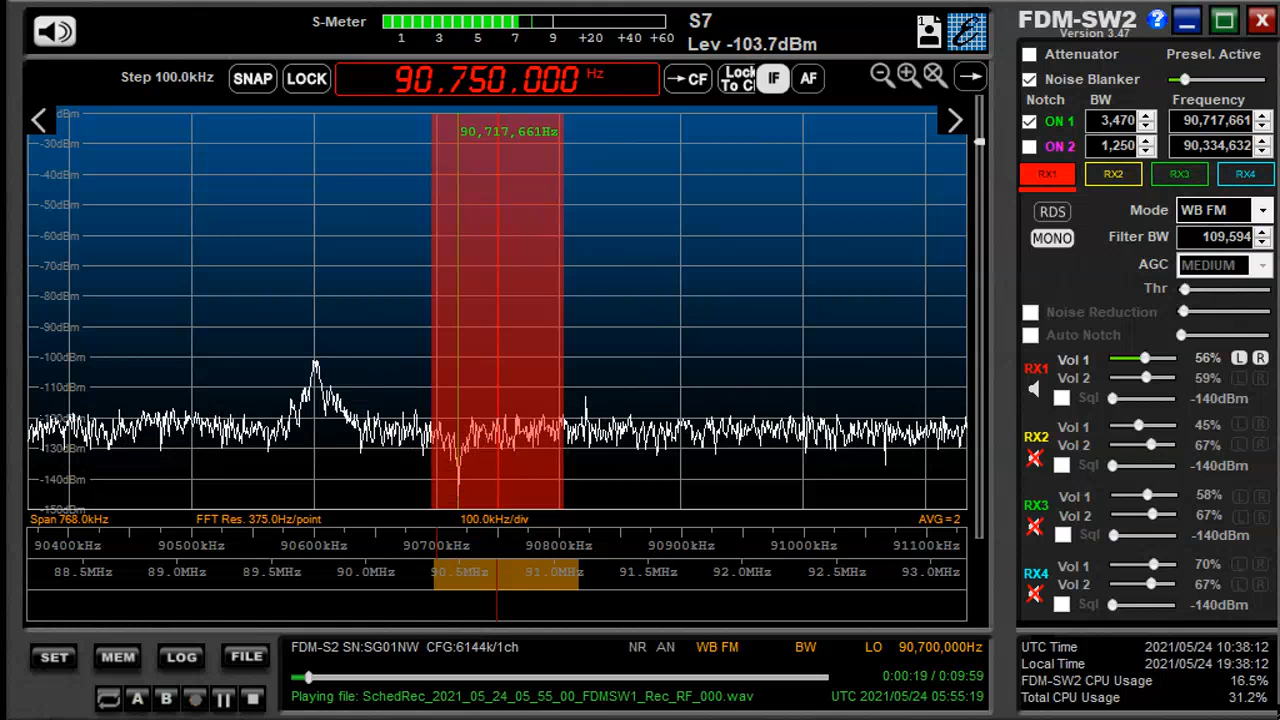 S-Meter
1 3 5 7 9 +20 +40 +60
S7
Lev -103.7dBm
FDM-SW2
Version 3.47
?
Step 100.0kHz
SNAP
LOCK
90.750.000 Hz
→CF
IF
AF
Attenuator
Presel. Active
Noise Blanker
Notch BW Frequency
ON 1 3,470 90,717,661
ON 2 1,250 90,334,632
RX1 RX2 RX3 RX4
RDS
Mode WB FM
MONO
Filter BW 109,594
AGC MEDIUM
Thr
Noise Reduction
Auto Notch
RX1
Vol 1 56% L R
Vol 2 59% L R
Sql -140dBm
RX2
Vol 1 45% L R
Vol 2 67% L R
Sql -140dBm
RX3
Vol 1 58% L R
Vol 2 67% L R
Sql -140dBm
RX4
Vol 1 70% L R
Vol 2 67% L R
Sql -140dBm
90,717,661Hz
-30dBm
-40dBm
-50dBm
-60dBm
-70dBm
-80dBm
-90dBm
-100dBm
-110dBm
-120dBm
-130dBm
-140dBm
-150dBm
Span 768.0kHz
FFT Res. 375.0Hz/point
100.0kHz/div
AVG=2
90400kHz 90500kHz 90600kHz 90700kHz 90800kHz 90900kHz 91000kHz 91100kHz
88.5MHz 89.0MHz 89.5MHz 90.0MHz 90.5MHz 91.0MHz 91.5MHz 92.0MHz 92.5MHz 93.0MHz
SET
MEM
LOG
FILE
A
B
FDM-S2 SN:SG01NW CFG:6144k/1ch
NR AN WB FM BW LO 90,700,000Hz
0:00:19 / 0:09:59
Playing file: SchedRec_2021_05_24_05_55_00_FDMSW1_Rec_RF_000.wav
UTC 2021/05/24 05:55:19
UTC Time 2021/05/24 10:38:12
Local Time 2021/05/24 19:38:12
FDM-SW2 CPU Usage 16.5%
Total CPU Usage 31.2%